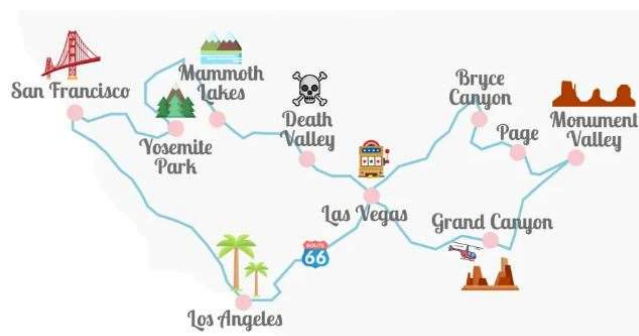 San Francisco
Mammoth
Lakes
Yosemite
Park
Death
Valley
Bryce
Canyon
Page
Monument
Valley
Las Vegas
Grand Canyon
ROUTE
66
Los Angeles